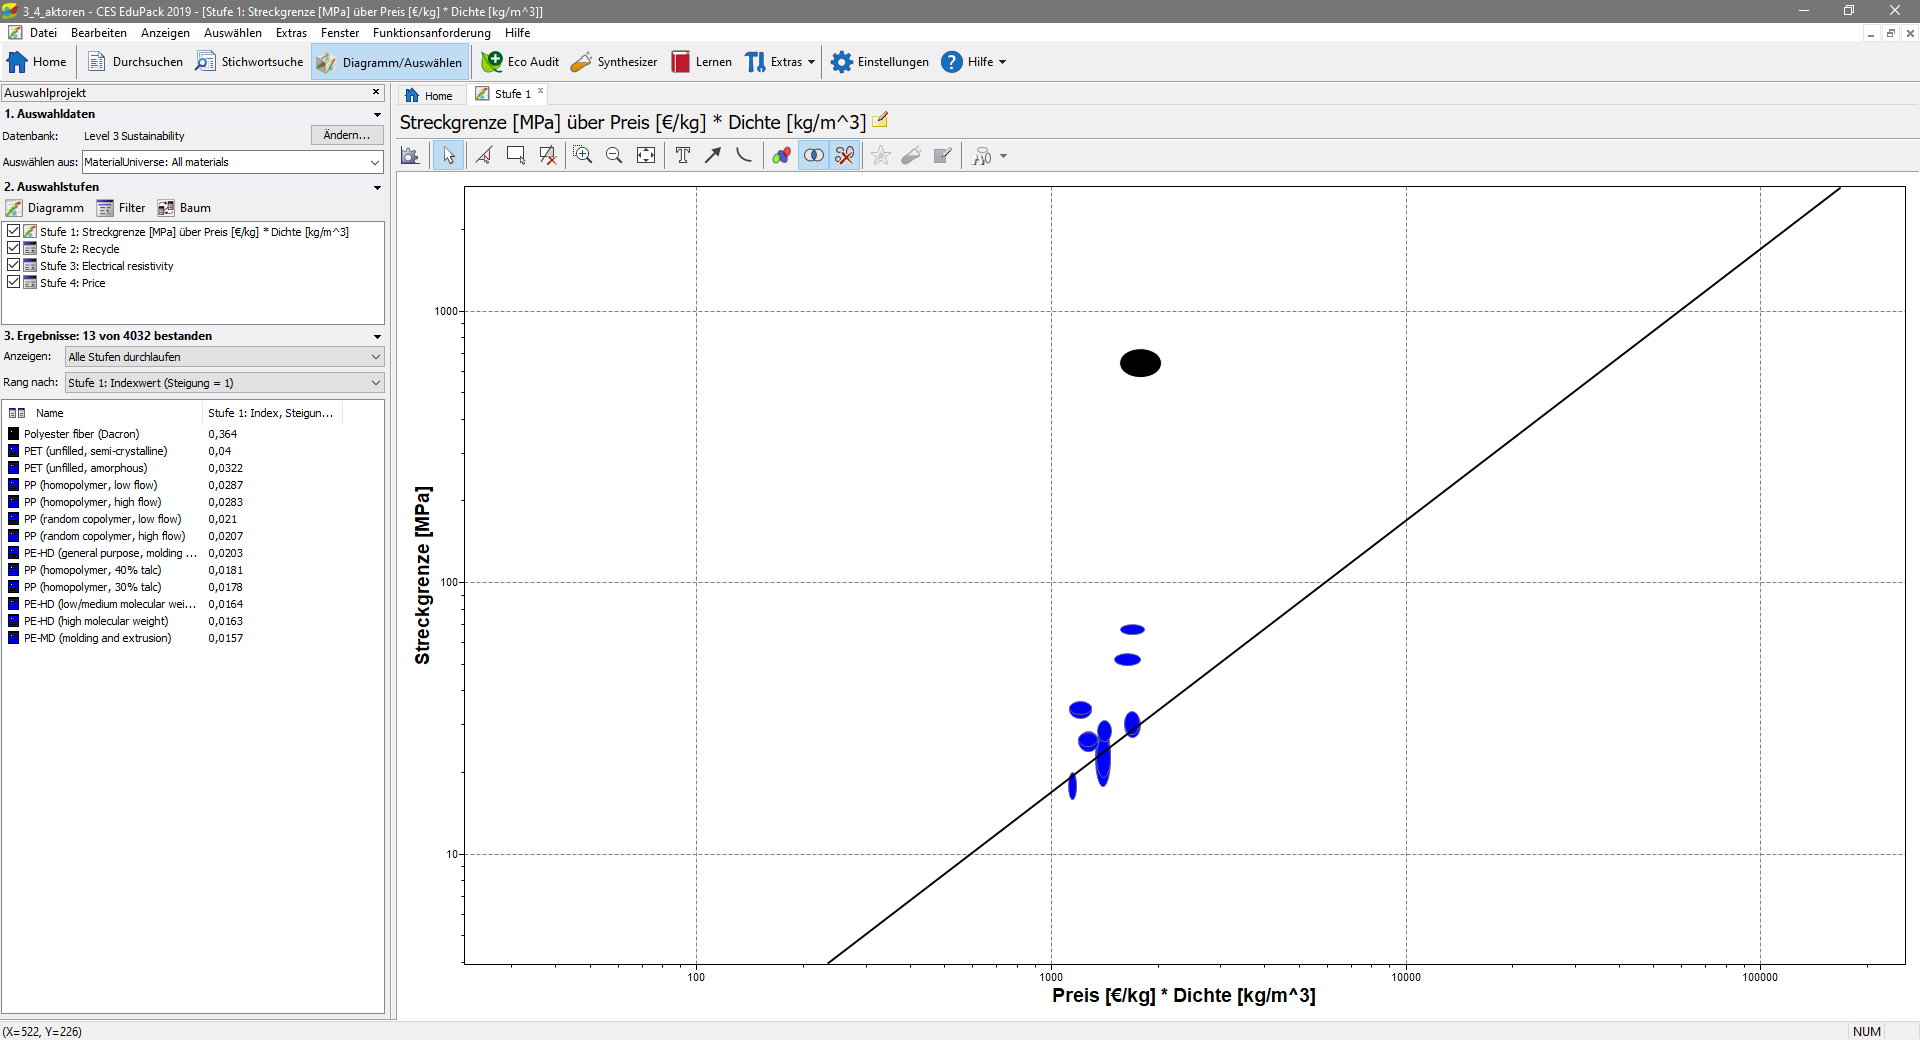 3_4_aktoren - CES EduPack 2019 - [Stufe 1: Streckgrenze [MPa] über Preis [€/kg] * Dichte [kg/m^3]]
Datei Bearbeiten Anzeigen Auswählen Extras Fenster Funktionsanforderung Hilfe
Home Durchsuchen Stichwortsuche Diagramm/Auswählen Eco Audit Synthesizer Lernen Extras Einstellungen Hilfe
Auswahlprojekt
1. Auswahldaten
Datenbank: Level 3 Sustainability Ändern...
Auswählen aus: MaterialUniverse: All materials
2. Auswahlstufen
Diagramm Filter Baum
Stufe 1: Streckgrenze [MPa] über Preis [€/kg] * Dichte [kg/m^3]
Stufe 2: Recycle
Stufe 3: Electrical resistivity
Stufe 4: Price
3. Ergebnisse: 13 von 4032 bestanden
Anzeigen: Alle Stufen durchlaufen
Rang nach: Stufe 1: Indexwert (Steigung = 1)
Name Stufe 1: Index, Steigun...
Polyester fiber (Dacron) 0,364
PET (unfilled, semi-crystalline) 0,04
PET (unfilled, amorphous) 0,0322
PP (homopolymer, low flow) 0,0287
PP (homopolymer, high flow) 0,0283
PP (random copolymer, low flow) 0,021
PP (random copolymer, high flow) 0,0207
PE-HD (general purpose, molding ... 0,0203
PP (homopolymer, 40% talc) 0,0181
PP (homopolymer, 30% talc) 0,0178
PE-HD (low/medium molecular wei... 0,0164
PE-HD (high molecular weight) 0,0163
PE-MD (molding and extrusion) 0,0157
Home Stufe 1
Streckgrenze [MPa] über Preis [€/kg] * Dichte [kg/m^3]
1000
100
10
Streckgrenze [MPa]
100 1000 10000 100000
Preis [€/kg] * Dichte [kg/m^3]
(X=522, Y=226) NUM